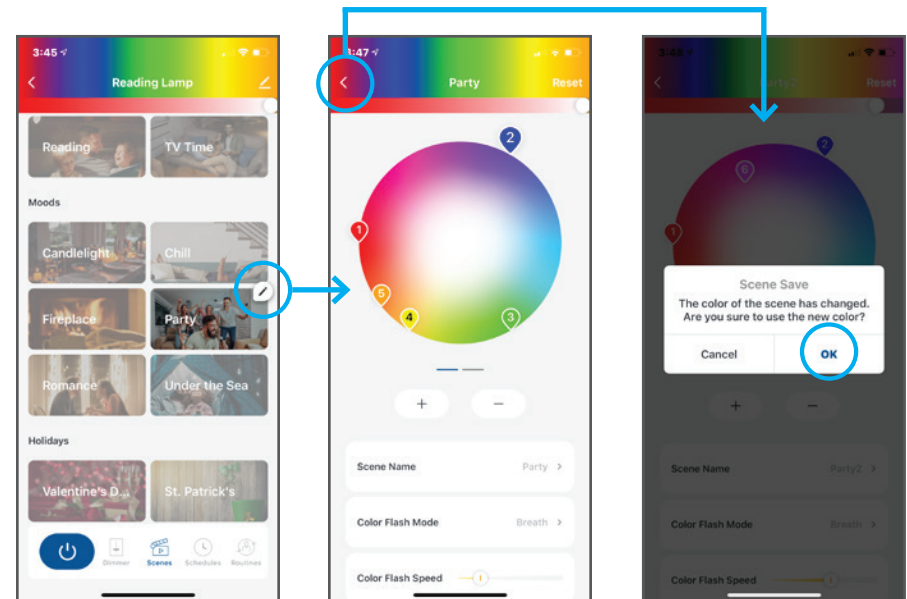 3:45
Reading Lamp
Reading
TV Time
Moods
Candlelight
Chill
Fireplace
Party
Romance
Under the Sea
Holidays
Valentine's D...
St. Patrick's
Dimmer
Scenes
Schedules
Routines
3:47
Party
Reset
2
1
5
4
3
+
−
Scene Name
Party >
Color Flash Mode
Breath >
Color Flash Speed
Reset
2
6
1
Scene Save
The color of the scene has changed.
Are you sure to use the new color?
Cancel
OK
+
−
Scene Name
Color Flash Mode
Breath >
Color Flash Speed